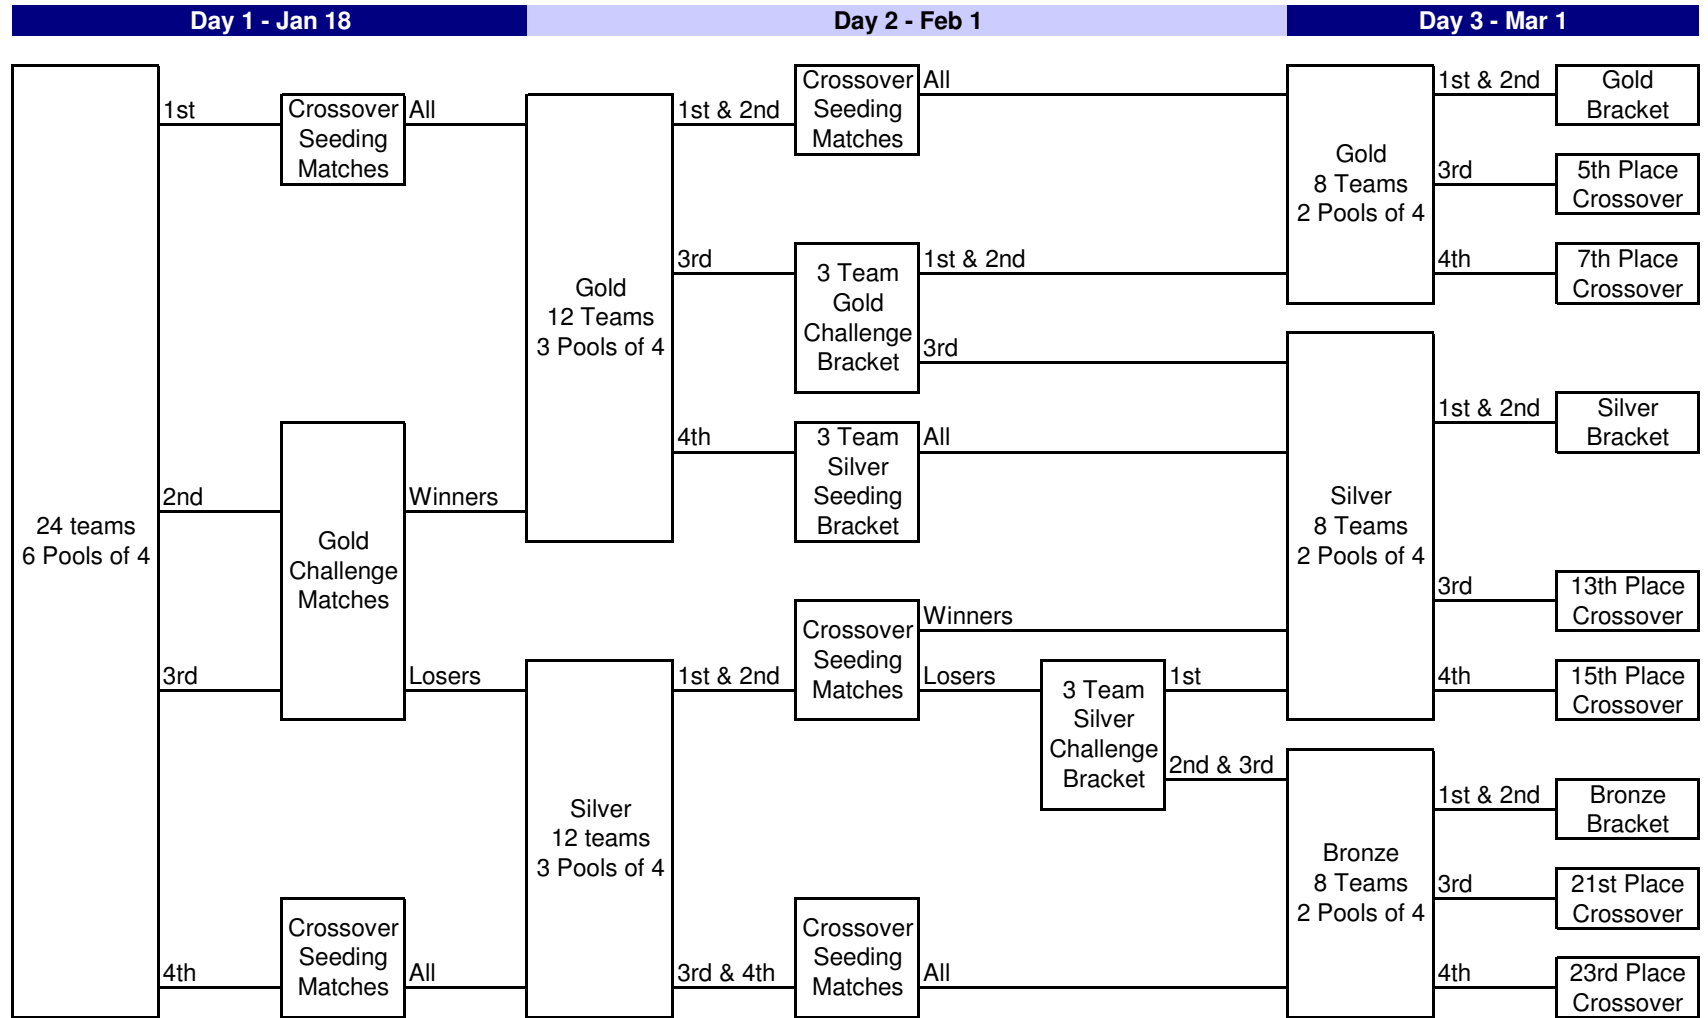 Day 1 - Jan 18
Day 2 - Feb 1
Day 3 - Mar 1
24 teams
6 Pools of 4
1st
2nd
3rd
4th
Crossover
Seeding
Matches
All
Gold
Challenge
Matches
Winners
Losers
Crossover
Seeding
Matches
All
Gold
12 Teams
3 Pools of 4
1st & 2nd
3rd
4th
Silver
12 teams
3 Pools of 4
1st & 2nd
3rd & 4th
Crossover
Seeding
Matches
All
3 Team
Gold
Challenge
Bracket
1st & 2nd
3rd
3 Team
Silver
Seeding
Bracket
All
Crossover
Seeding
Matches
Winners
Losers
3 Team
Silver
Challenge
Bracket
1st
2nd & 3rd
Crossover
Seeding
Matches
All
Gold
8 Teams
2 Pools of 4
1st & 2nd
Gold
Bracket
3rd
5th Place
Crossover
4th
7th Place
Crossover
Silver
8 Teams
2 Pools of 4
1st & 2nd
Silver
Bracket
3rd
13th Place
Crossover
4th
15th Place
Crossover
Bronze
8 Teams
2 Pools of 4
1st & 2nd
Bronze
Bracket
3rd
21st Place
Crossover
4th
23rd Place
Crossover